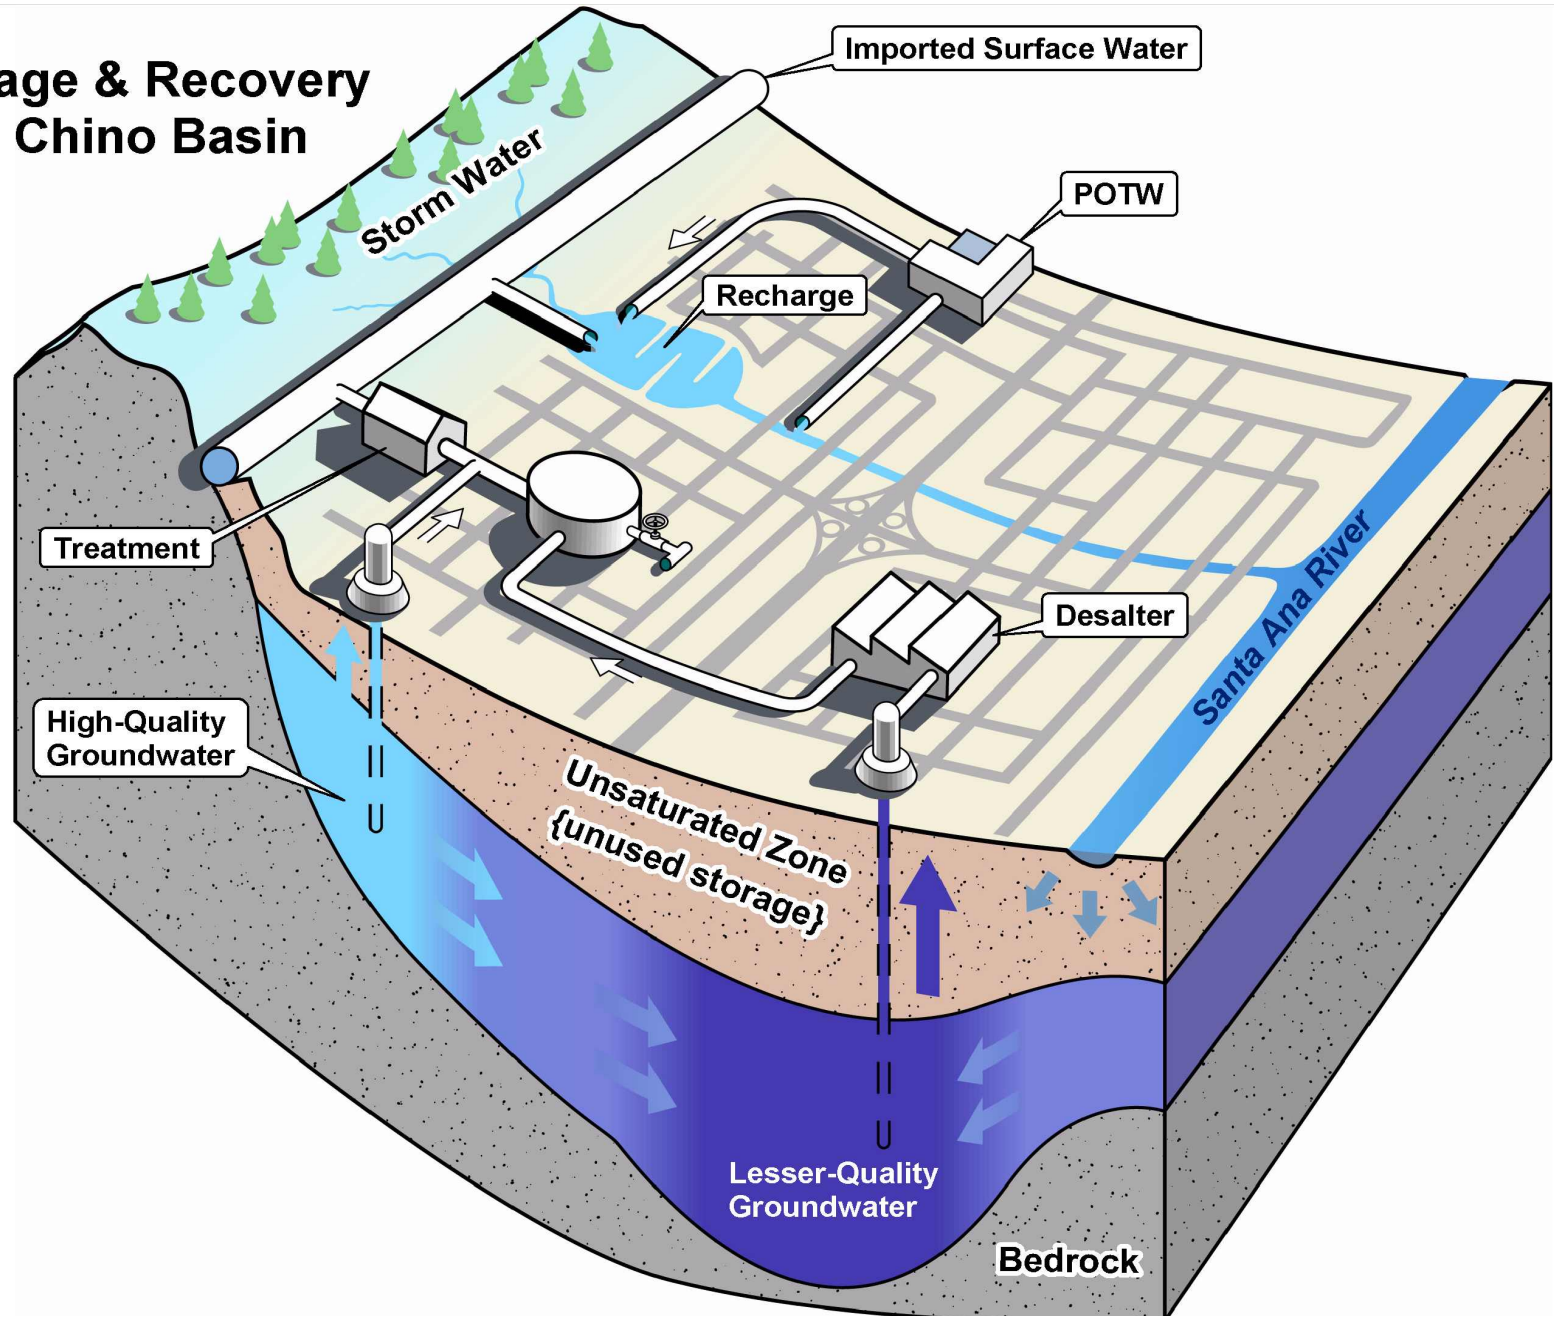 age & Recovery
Chino Basin
Imported Surface Water
Storm Water
POTW
Recharge
Treatment
Desalter
Santa Ana River
High-Quality
Groundwater
Unsaturated Zone
{unused storage}
Lesser-Quality
Groundwater
Bedrock